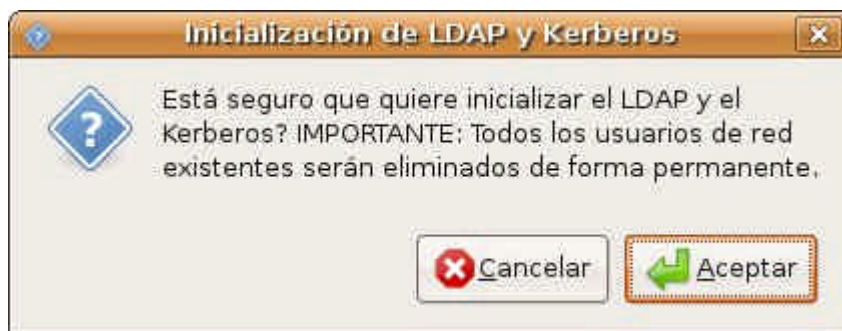 Inicialización de LDAP y Kerberos
Está seguro que quiere inicializar el LDAP y el
Kerberos? IMPORTANTE: Todos los usuarios de red
existentes serán eliminados de forma permanente.
Cancelar
Aceptar